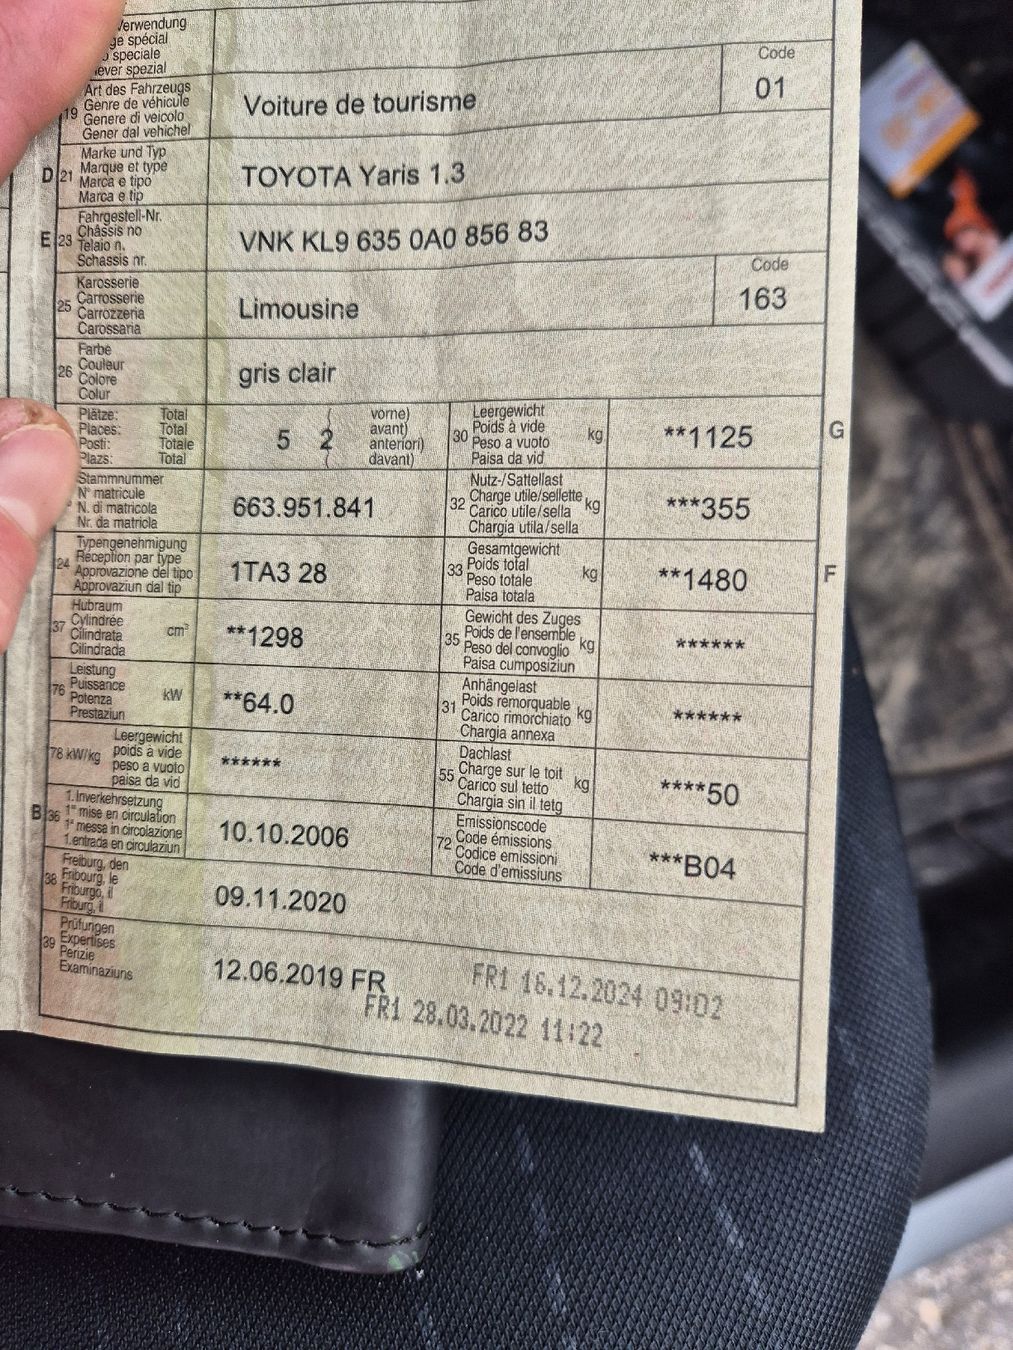 Verwendung
spécial
speciale
spezial
19 Art des Fahrzeugs
Genre de véhicule
Genere di veicolo
Gener dal vehichel
Voiture de tourisme
Code
01
D 21 Marke und Typ
Marque et type
Marca e tipo
Marca e tip
TOYOTA Yaris 1.3
E 23 Fahrgestell-Nr.
Châssis no
Telaio n.
Schassis nr.
VNK KL9 635 0A0 856 83
25 Karosserie
Carrosserie
Carrozzeria
Carossaria
Limousine
Code
163
26 Farbe
Couleur
Colore
Colur
gris clair
Plätze: Total
Places: Total
Posti: Totale
Plazs: Total
5 2
( vorne)
avant)
anteriori)
( davant)
30 Leergewicht
Poids à vide
Peso a vuoto
Paisa da vid
kg
**1125
G
Stammnummer
N° matricule
N. di matricola
Nr. da matricla
663.951.841
32 Nutz-/Sattellast
Charge utile/sellette
Carico utile/sella
Chargia utila/sella
kg
***355
24 Typengenehmigung
Réception par type
Approvazione del tipo
Approvaziun dal tip
1TA3 28
33 Gesamtgewicht
Poids total
Peso totale
Paisa totala
kg
**1480
F
37 Hubraum
Cylindrée
Cilindrata
Cilindrada
cm³
**1298
35 Gewicht des Zuges
Poids de l'ensemble
Peso del convoglio
Paisa cumposiziun
kg
******
76 Leistung
Puissance
Potenza
Prestaziun
kW
**64.0
31 Anhängelast
Poids remorquable
Carico rimorchiato
Chargia annexa
kg
******
78 kW/kg
Leergewicht
poids à vide
peso a vuoto
paisa da vid
******
55 Dachlast
Charge sur le toit
Carico sul tetto
Chargia sin il tetg
kg
****50
B 36 1. Inverkehrsetzung
1re mise en circulation
1a messa in circolazione
1. entrada en circulaziun
10.10.2006
72 Emissionscode
Code émissions
Codice emissioni
Code d'emissiuns
***B04
38 Freiburg, den
Fribourg, le
Friburgo, il
Friburg, il
09.11.2020
39 Prüfungen
Expertises
Perizie
Examinaziuns
12.06.2019 FR
FR1 16.12.2024 09:02
FR1 28.03.2022 11:22